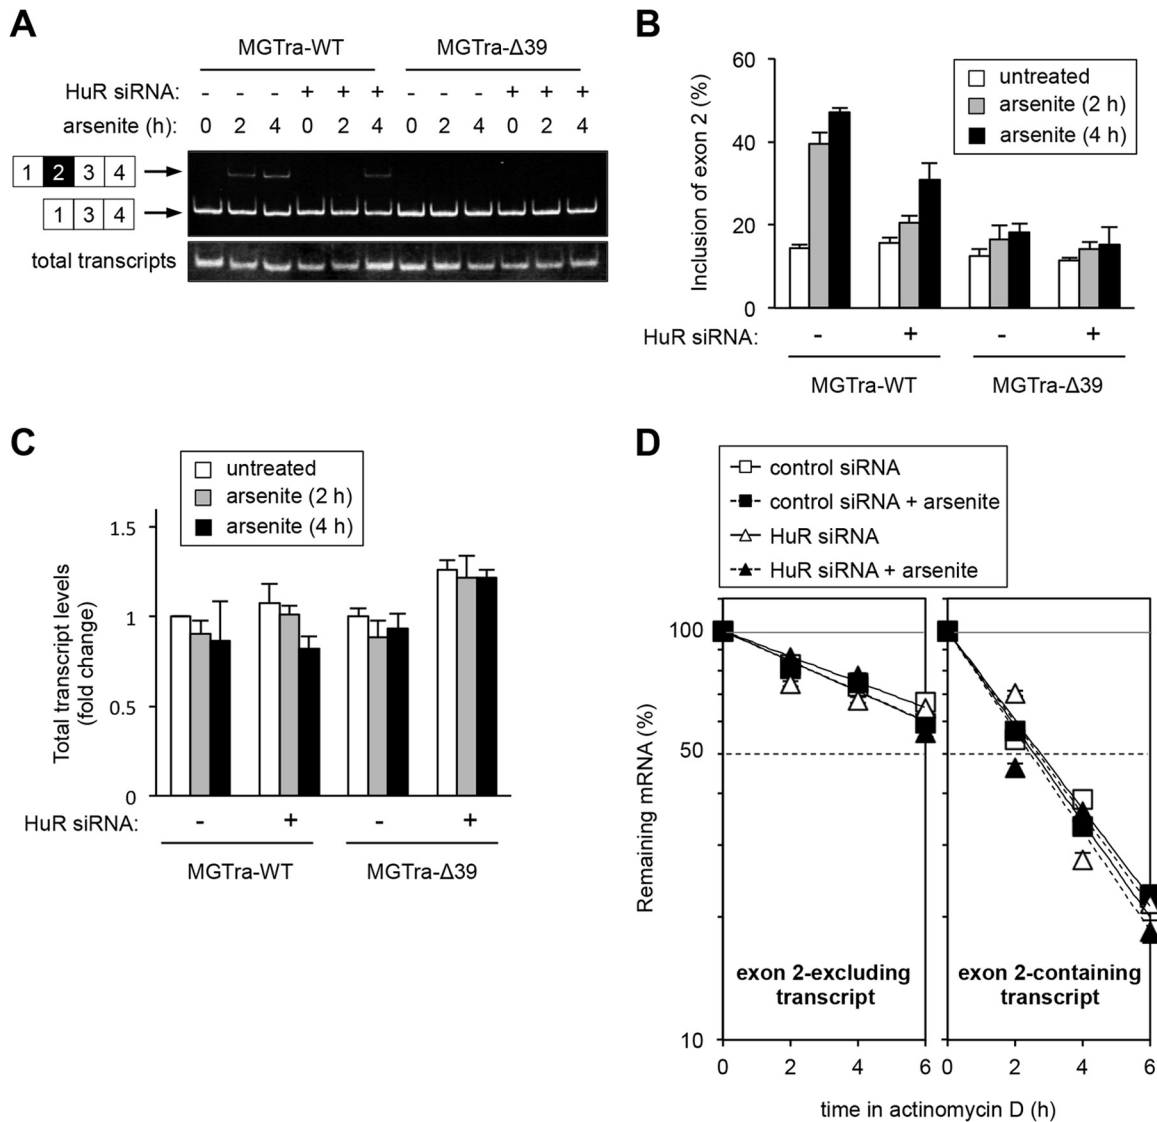 A
MGTra-WT MGTra-Δ39
HuR siRNA: - - - + + + - - - + + +
arsenite (h): 0 2 4 0 2 4 0 2 4 0 2 4
1 2 3 4
1 3 4
total transcripts
B
Inclusion of exon 2 (%)
60
40
20
0
untreated
arsenite (2 h)
arsenite (4 h)
HuR siRNA: - + - +
MGTra-WT MGTra-Δ39
C
untreated
arsenite (2 h)
arsenite (4 h)
Total transcript levels
(fold change)
1.5
1
0.5
0
HuR siRNA: - + - +
MGTra-WT MGTra-Δ39
D
control siRNA
control siRNA + arsenite
HuR siRNA
HuR siRNA + arsenite
Remaining mRNA (%)
100
50
10
exon 2-excluding
transcript
exon 2-containing
transcript
0 2 4 6 0 2 4 6
time in actinomycin D (h)